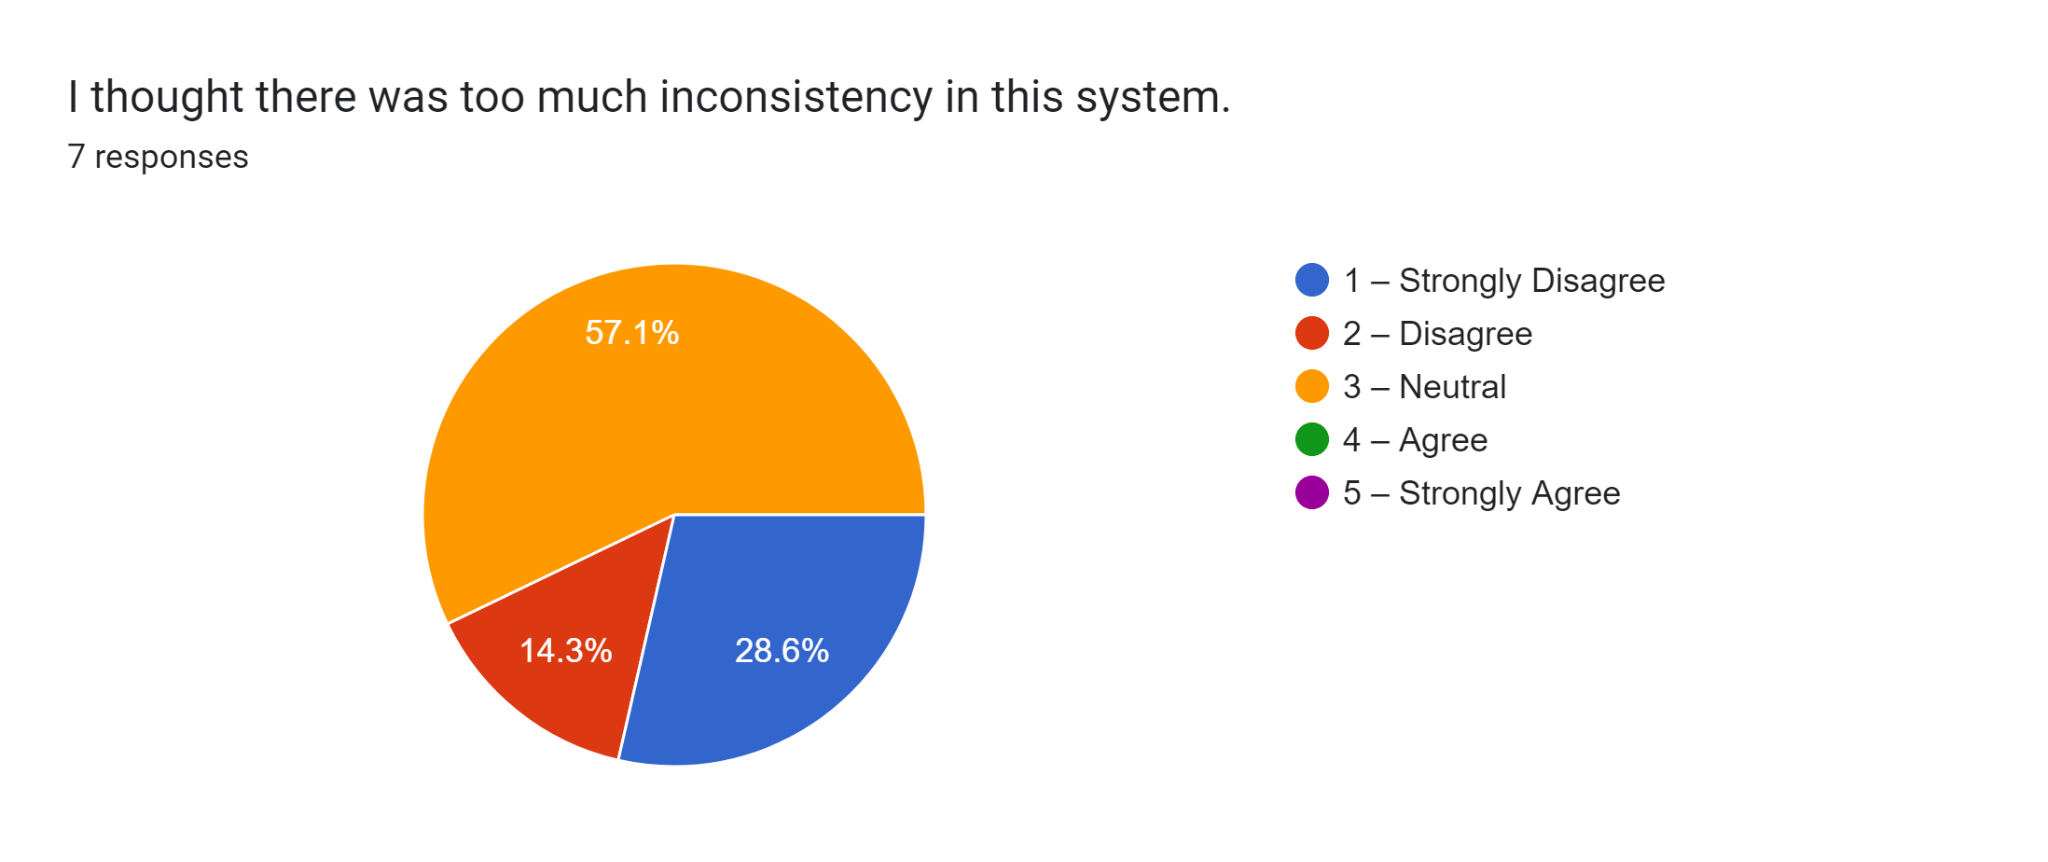 I thought there was too much inconsistency in this system.
7 responses
57.1%
14.3%
28.6%
1 – Strongly Disagree
2 – Disagree
3 – Neutral
4 – Agree
5 – Strongly Agree